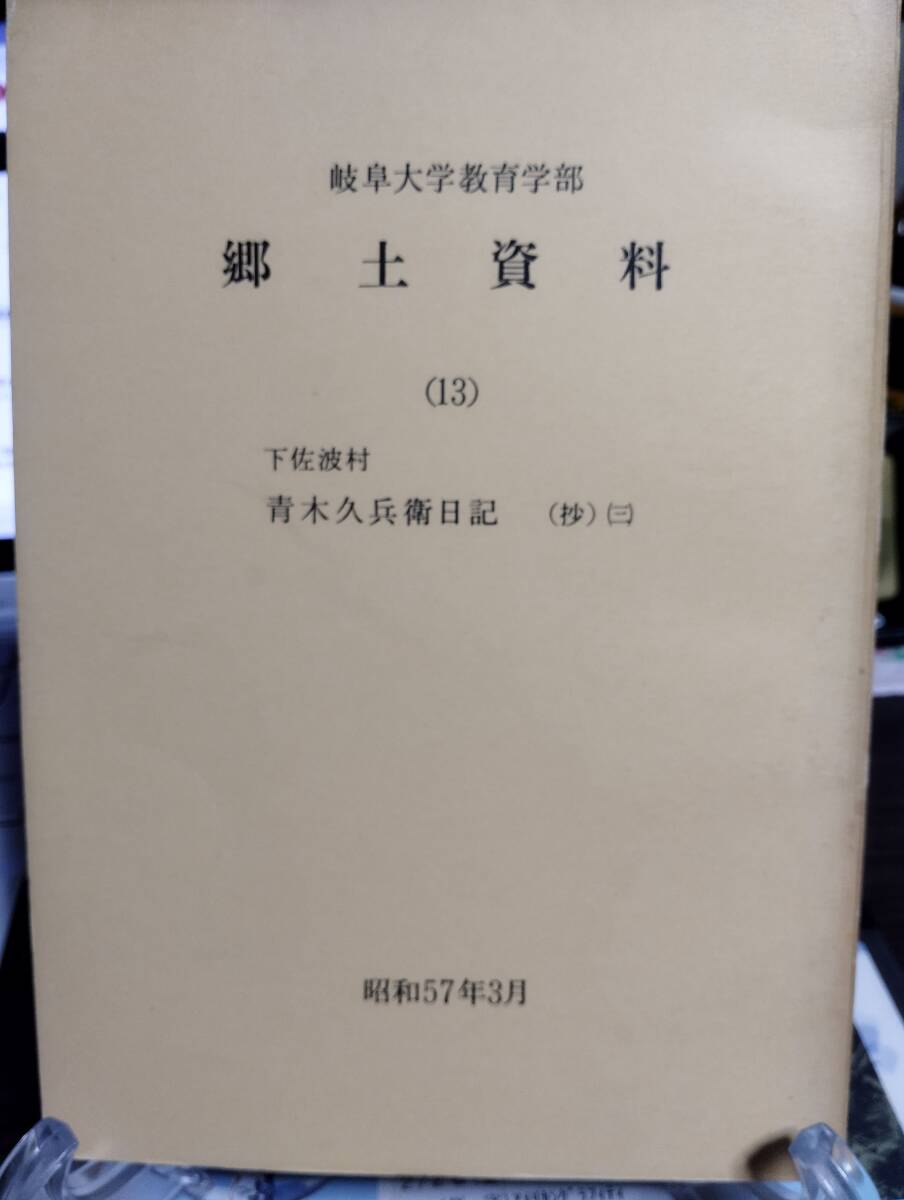 岐阜大学教育学部
郷土資料
(13)
下佐波村
青木久兵衛日記 (抄) ㈢
昭和57年3月